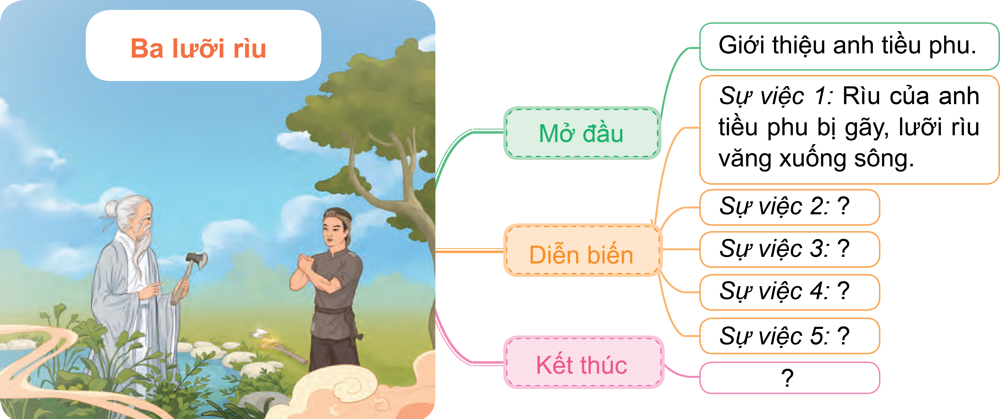 Ba lưỡi rìu
Mở đầu
Giới thiệu anh tiều phu.
Diễn biến
Sự việc 1: Rìu của anh
tiều phu bị gãy, lưỡi rìu
văng xuống sông.
Sự việc 2: ?
Sự việc 3: ?
Sự việc 4: ?
Sự việc 5: ?
Kết thúc
?